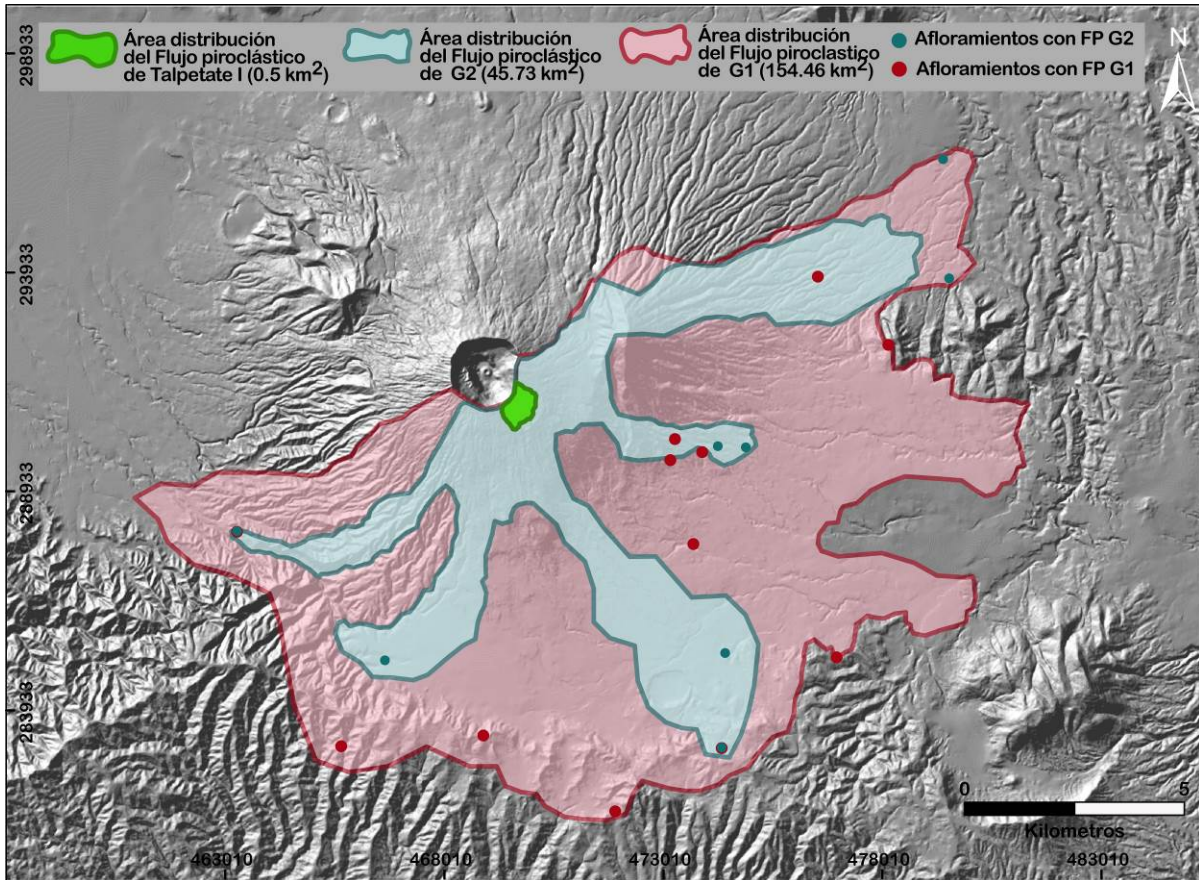 Área distribución
del Flujo piroclástico
de Talpetate I (0.5 km²)
Área distribución
del Flujo piroclástico
de G2 (45.73 km²)
Área distribución
del Flujo piroclastico
de G1 (154.46 km²)
Afloramientos con FP G2
Afloramientos con FP G1
N
298933
293933
288933
283933
0 5
Kilometros
463010 468010 473010 478010 483010